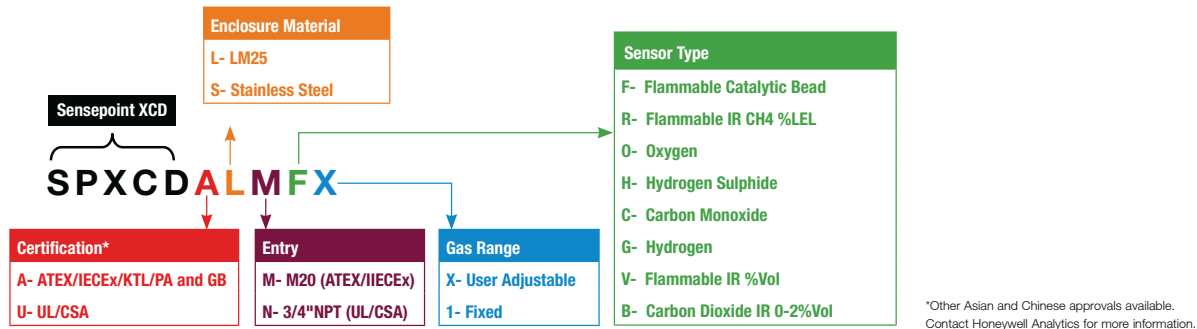 Enclosure Material
L- LM25
S- Stainless Steel
Sensor Type
F- Flammable Catalytic Bead
R- Flammable IR CH4 %LEL
O- Oxygen
H- Hydrogen Sulphide
C- Carbon Monoxide
G- Hydrogen
V- Flammable IR %Vol
B- Carbon Dioxide IR 0-2%Vol
Sensepoint XCD
SPXCDALMFX
Certification*
A- ATEX/IECEx/KTL/PA and GB
U- UL/CSA
Entry
M- M20 (ATEX/IIECEx)
N- 3/4"NPT (UL/CSA)
Gas Range
X- User Adjustable
1- Fixed
*Other Asian and Chinese approvals available.
Contact Honeywell Analytics for more information.